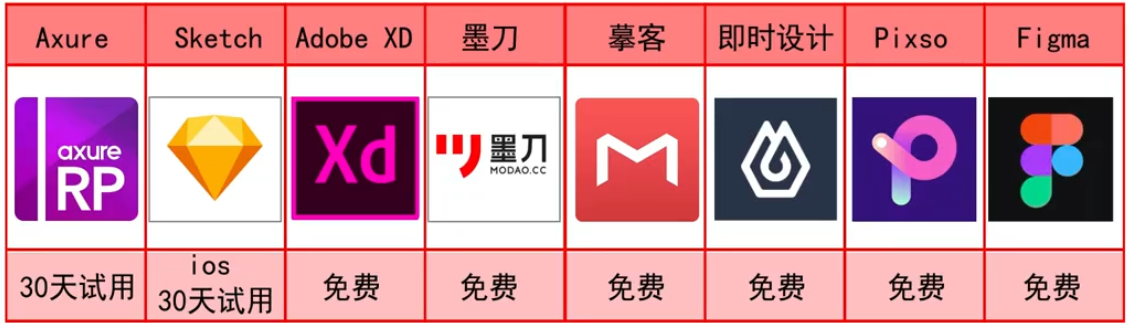 Axure Sketch Adobe XD 墨刀 摹客 即时设计 Pixso Figma
axure
RP
Xd
墨刀
MODAO.CC
30天试用 ios 30天试用 免费 免费 免费 免费 免费 免费